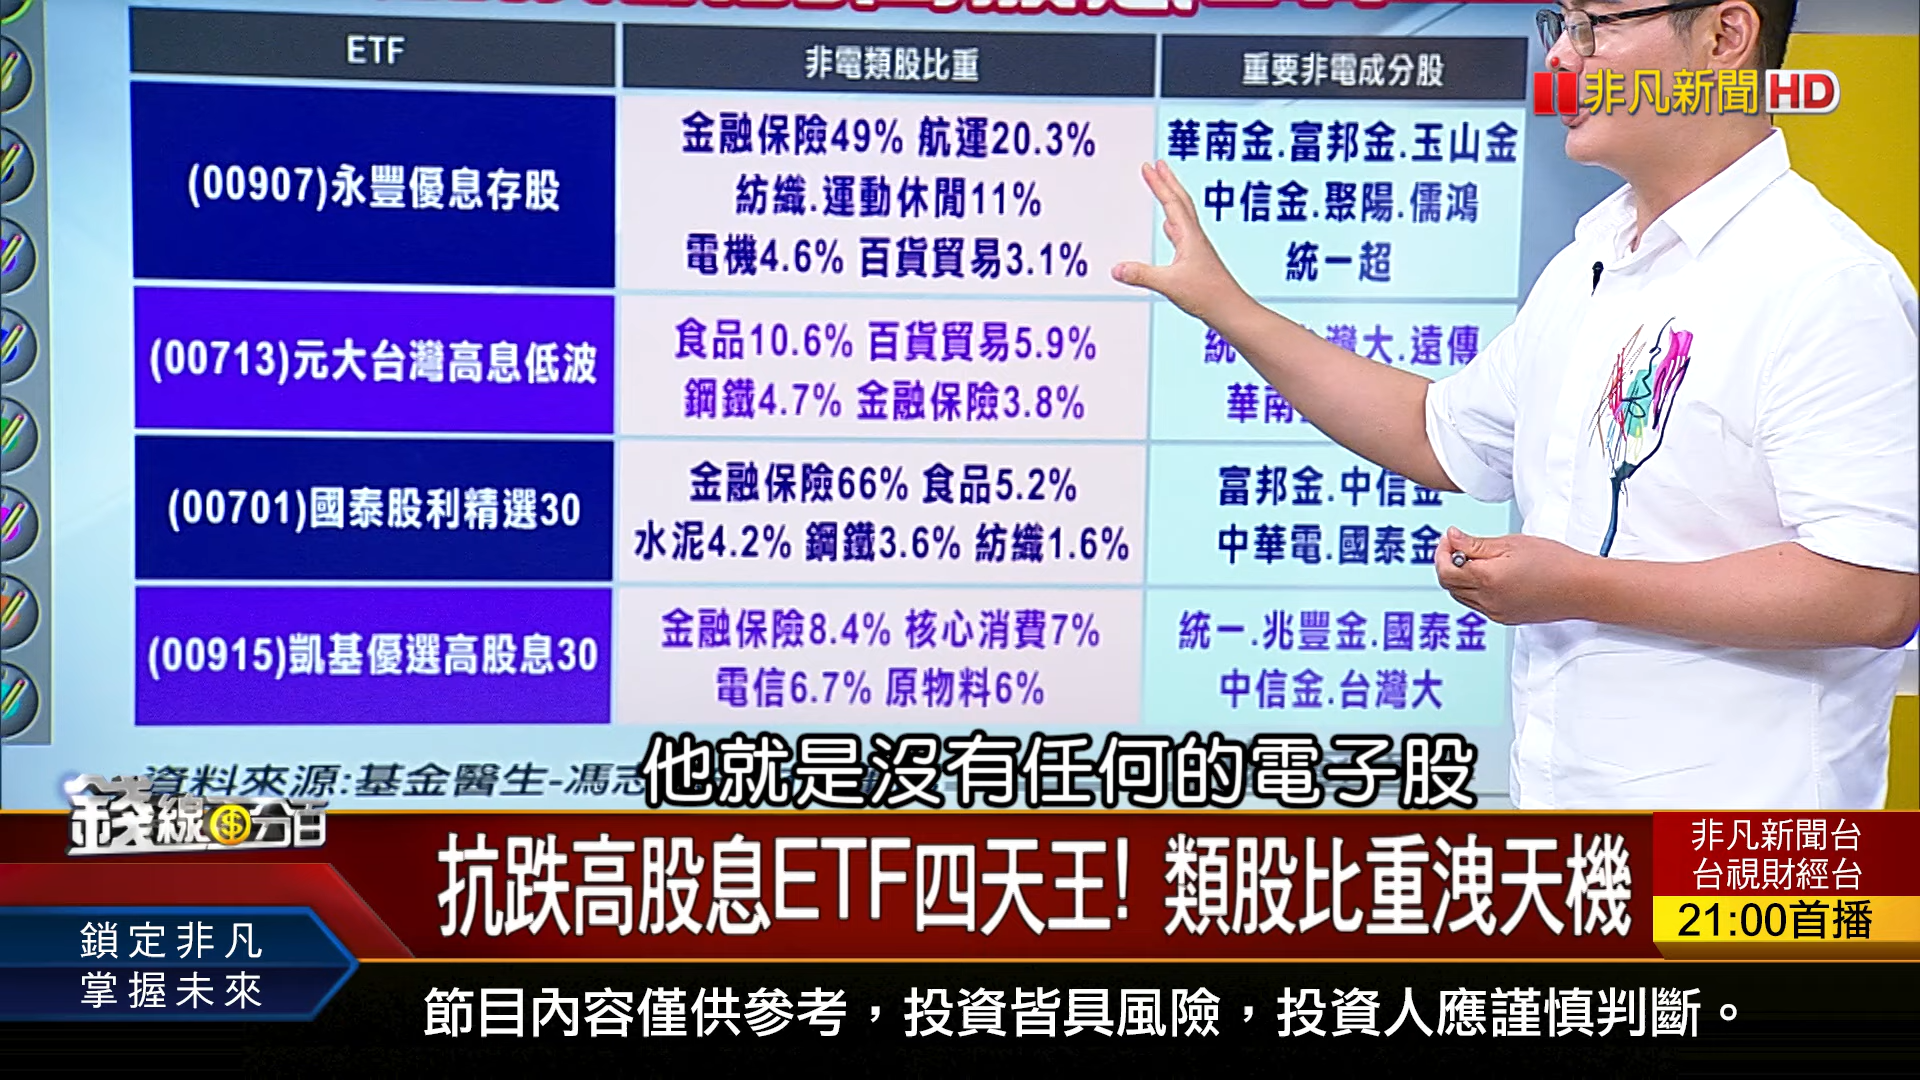 ETF
非電類股比重
重要非電成分股
(00907)永豐優息存股
金融保險49% 航運20.3%
紡織.運動休閒11%
電機4.6% 百貨貿易3.1%
華南金.富邦金.玉山金
中信金.聚陽.儒鴻
統一超
(00713)元大台灣高息低波
食品10.6% 百貨貿易5.9%
鋼鐵4.7% 金融保險3.8%
統
大.遠傳
華南
(00701)國泰股利精選30
金融保險66% 食品5.2%
水泥4.2% 鋼鐵3.6% 紡織1.6%
富邦金.中信金
中華電.國泰金
(00915)凱基優選高股息30
金融保險8.4% 核心消費7%
電信6.7% 原物料6%
統一.兆豐金.國泰金
中信金.台灣大
資料來源:基金醫生-馮志
非凡新聞HD
他就是沒有任何的電子股
錢線百分百
抗跌高股息ETF四天王! 類股比重洩天機
非凡新聞台
台視財經台
21:00首播
鎖定非凡
掌握未來
節目內容僅供參考，投資皆具風險，投資人應謹慎判斷。